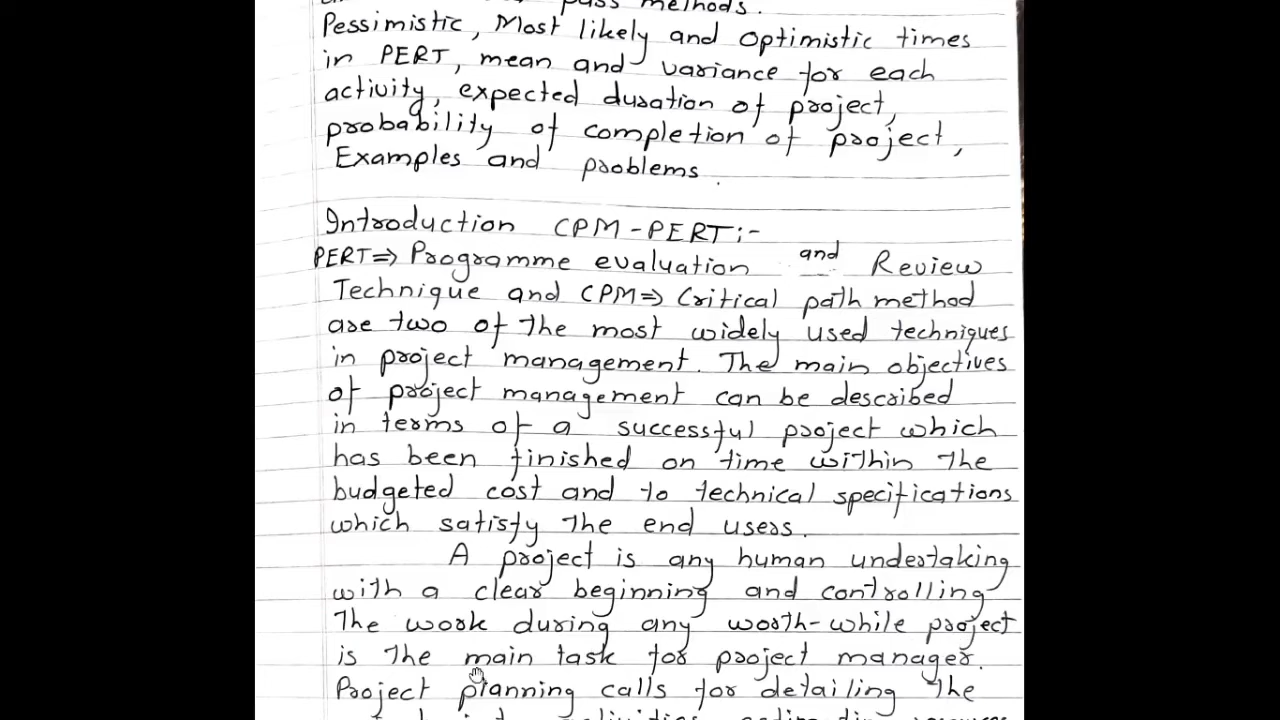 pass methods.
Pessimistic, Most likely and optimistic times
in PERT, mean and variance for each
activity, expected duration of project,
probability of completion of project,
Examples and problems.
Introduction CPM-PERT:-
PERT⇒ Programme evaluation and Review
Technique and CPM⇒ Critical path method
are two of the most widely used techniques
in project management. The main objectives
of project management can be described
in terms of a successful project which
has been finished on time within the
budgeted cost and to technical specifications
which satisfy the end users.
A project is any human undertaking
with a clear beginning and controlling
The work during any worth-while project
is the main task for project manager.
Project planning calls for detailing the